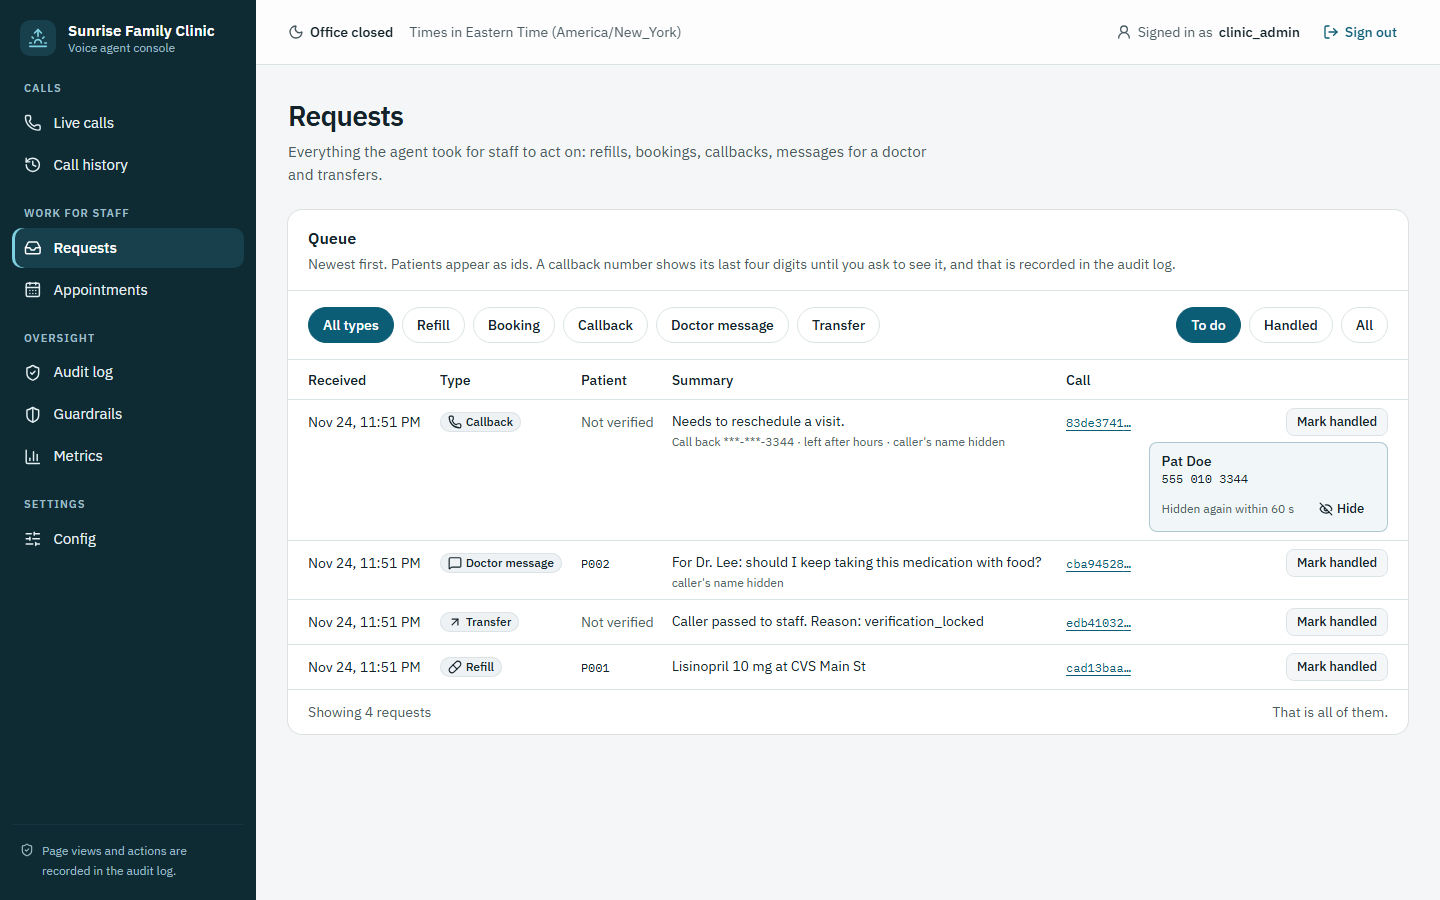 Sunrise Family Clinic
Voice agent console
CALLS
Live calls
Call history
WORK FOR STAFF
Requests
Appointments
OVERSIGHT
Audit log
Guardrails
Metrics
SETTINGS
Config
Page views and actions are
recorded in the audit log.
Office closed Times in Eastern Time (America/New_York) Signed in as clinic_admin Sign out
Requests
Everything the agent took for staff to act on: refills, bookings, callbacks, messages for a doctor
and transfers.
Queue
Newest first. Patients appear as ids. A callback number shows its last four digits until you ask to see it, and that is recorded in the audit log.
All types Refill Booking Callback Doctor message Transfer To do Handled All
Received Type Patient Summary Call
Nov 24, 11:51 PM Callback Not verified Needs to reschedule a visit. 83de3741… Mark handled
Call back ***-***-3344 · left after hours · caller's name hidden
Pat Doe
555 010 3344
Hidden again within 60 s Hide
Nov 24, 11:51 PM Doctor message P002 For Dr. Lee: should I keep taking this medication with food? cba94528… Mark handled
caller's name hidden
Nov 24, 11:51 PM Transfer Not verified Caller passed to staff. Reason: verification_locked edb41032… Mark handled
Nov 24, 11:51 PM Refill P001 Lisinopril 10 mg at CVS Main St cad13baa… Mark handled
Showing 4 requests That is all of them.